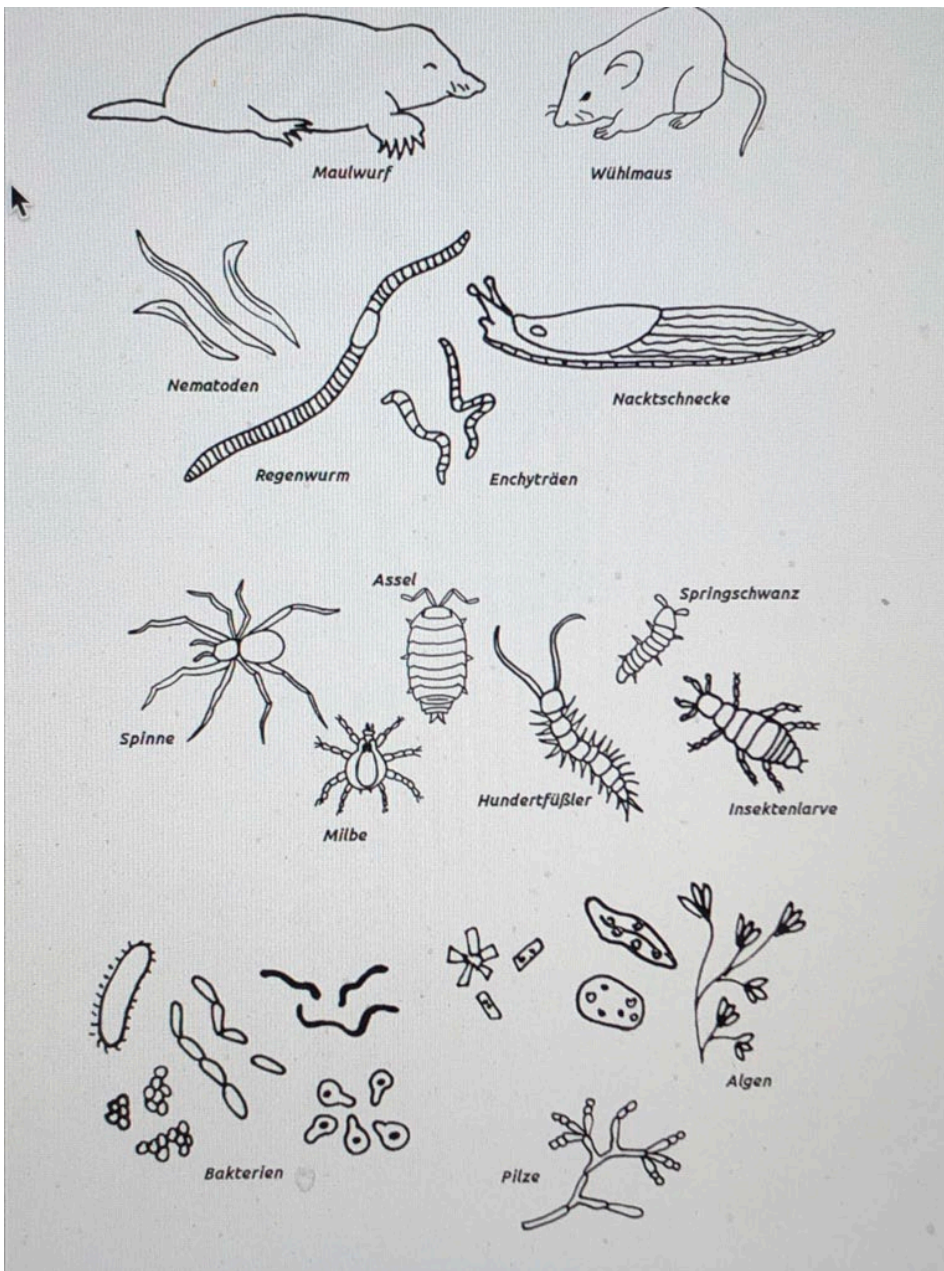 Maulwurf
Wühlmaus
Nematoden
Nacktschnecke
Regenwurm
Enchyträen
Assel
Springschwanz
Spinne
Hundertfüßler
Insektenlarve
Milbe
Algen
Bakterien
Pilze